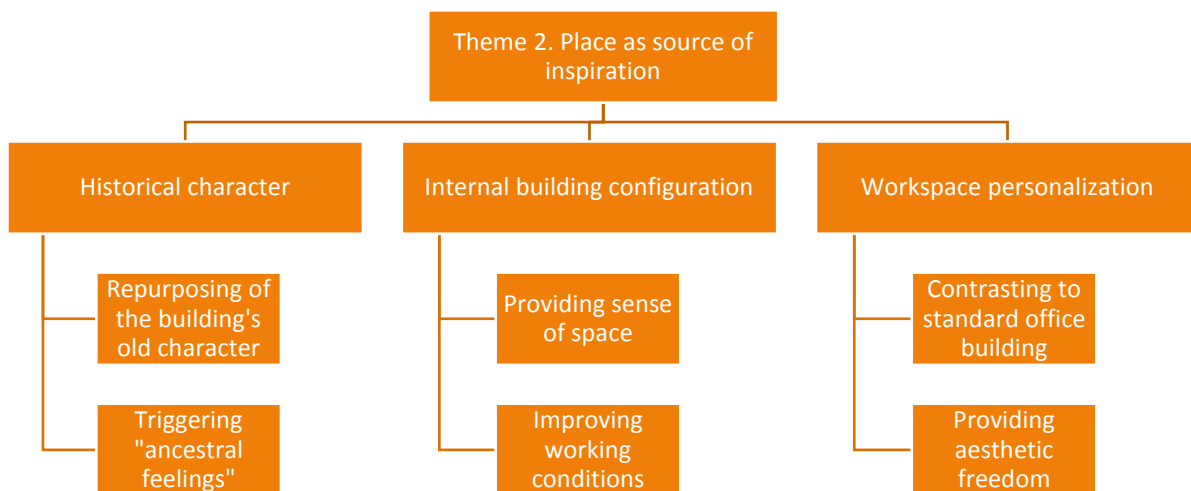 Theme 2. Place as source of
inspiration
Historical character
Internal building configuration
Workspace personalization
Repurposing of
the building's
old character
Providing sense
of space
Contrasting to
standard office
building
Triggering
"ancestral
feelings"
Improving
working
conditions
Providing
aesthetic
freedom